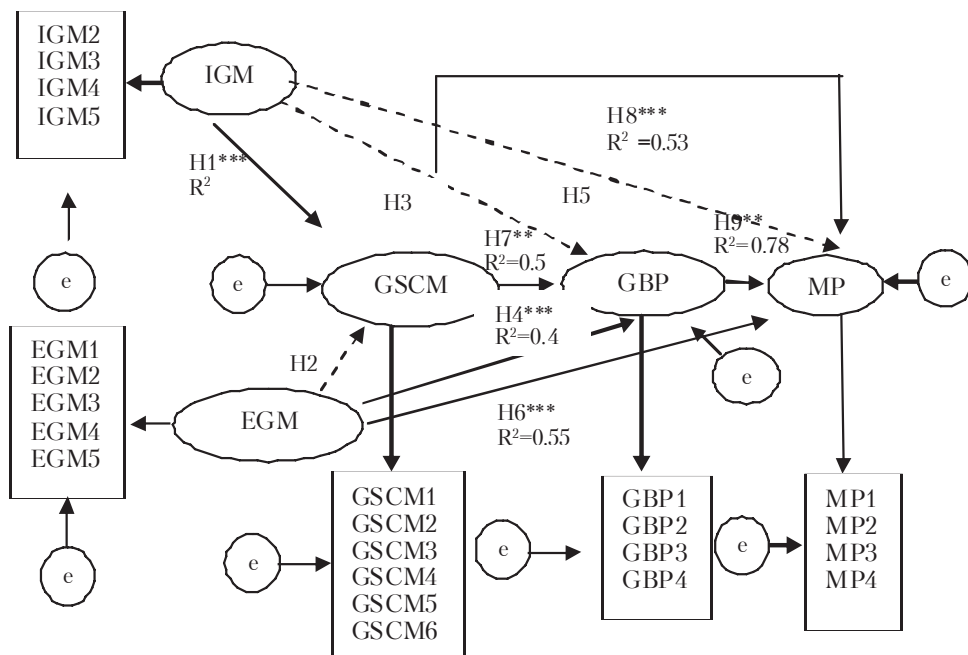 IGM2
IGM3
IGM4
IGM5
IGM
H8***
R² =0.53
H1***
R²
H3
H5
H7**
R²=0.5
H9**
R²=0.78
e
e
GSCM
GBP
MP
e
H4***
R²=0.4
EGM1
EGM2
EGM3
EGM4
EGM5
H2
e
EGM
H6***
R²=0.55
GSCM1
GSCM2
GSCM3
GSCM4
GSCM5
GSCM6
GBP1
GBP2
GBP3
GBP4
MP1
MP2
MP3
MP4
e
e
e
e